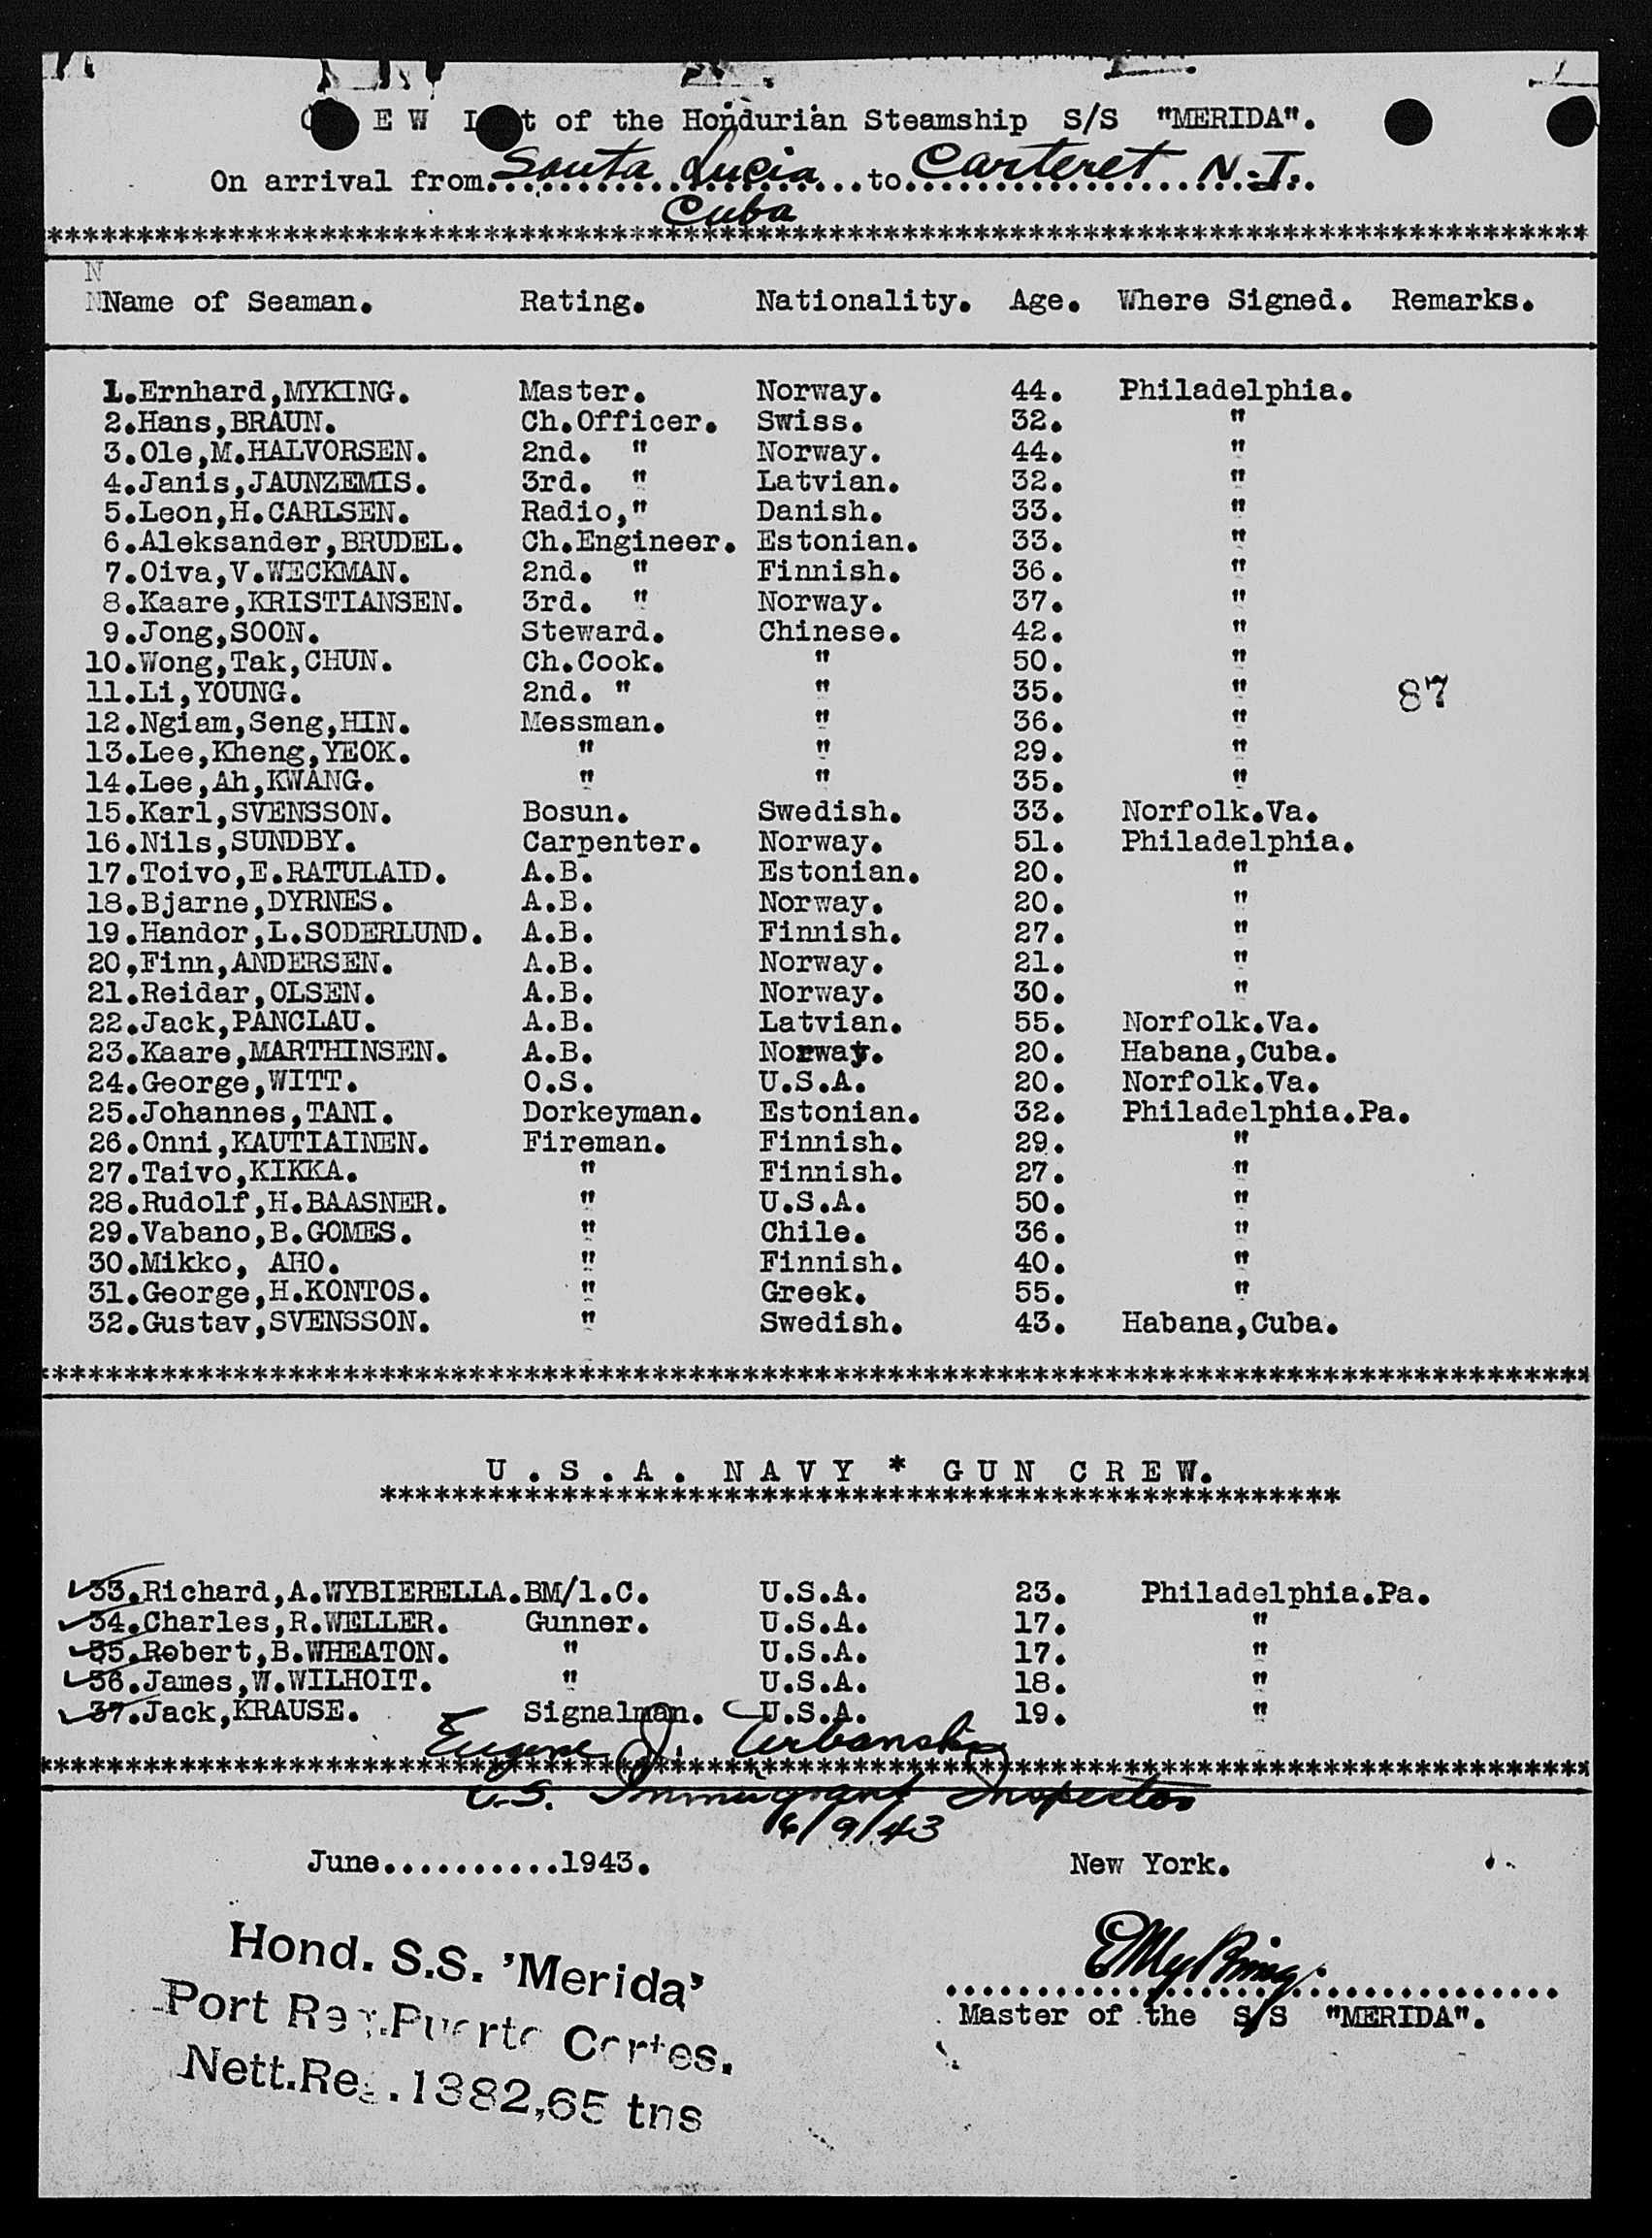 C EW L t of the Hondurian Steamship S/S "MERIDA".
On arrival from Santa Lucia to Carteret N.J.
Cuba
*************************************************************************************
N
NName of Seaman. Rating. Nationality. Age. Where Signed. Remarks.
1.Ernhard,MYKING. Master. Norway. 44. Philadelphia.
2.Hans,BRAUN. Ch.Officer. Swiss. 32. "
3.Ole,M.HALVORSEN. 2nd. " Norway. 44. "
4.Janis,JAUNZEMIS. 3rd. " Latvian. 32. "
5.Leon,H.CARLSEN. Radio," Danish. 33. "
6.Aleksander,BRUDEL. Ch.Engineer. Estonian. 33. "
7.Oiva,V.WECKMAN. 2nd. " Finnish. 36. "
8.Kaare,KRISTIANSEN. 3rd. " Norway. 37. "
9.Jong,SOON. Steward. Chinese. 42. "
10.Wong,Tak,CHUN. Ch.Cook. " 50. "
11.Li,YOUNG. 2nd. " " 35. " 87
12.Ngiam,Seng,HIN. Messman. " 36. "
13.Lee,Kheng,YEOK. " " 29. "
14.Lee,Ah,KWANG. " " 35. "
15.Karl,SVENSSON. Bosun. Swedish. 33. Norfolk.Va.
16.Nils,SUNDBY. Carpenter. Norway. 51. Philadelphia.
17.Toivo,E.RATULAID. A.B. Estonian. 20. "
18.Bjarne,DYRNES. A.B. Norway. 20. "
19.Handor,L.SODERLUND. A.B. Finnish. 27. "
20,Finn,ANDERSEN. A.B. Norway. 21. "
21.Reidar,OLSEN. A.B. Norway. 30. "
22.Jack,PANCLAU. A.B. Latvian. 55. Norfolk.Va.
23.Kaare,MARTHINSEN. A.B. Norway. 20. Habana,Cuba.
24.George,WITT. O.S. U.S.A. 20. Norfolk.Va.
25.Johannes,TANI. Dorkeyman. Estonian. 32. Philadelphia.Pa.
26.Onni,KAUTIAINEN. Fireman. Finnish. 29. "
27.Taivo,KIKKA. " Finnish. 27. "
28.Rudolf,H.BAASNER. " U.S.A. 50. "
29.Vabano,B.GOMES. " Chile. 36. "
30.Mikko, AHO. " Finnish. 40. "
31.George,H.KONTOS. " Greek. 55. "
32.Gustav,SVENSSON. " Swedish. 43. Habana,Cuba.
*************************************************************************************
U.S.A. NAVY * GUN CREW.
*****************************************************
33.Richard,A.WYBIERELLA. BM/1.C. U.S.A. 23. Philadelphia.Pa.
34.Charles,R.WELLER. Gunner. U.S.A. 17. "
35.Robert,B.WHEATON. " U.S.A. 17. "
36.James,W.WILHOIT. " U.S.A. 18. "
37.Jack,KRAUSE. Signalman. U.S.A. 19. "
Eugene J. Urbanski
*************************************************************************************
U.S. Immigrant Inspector
6/9/43
June..........1943. New York.
Hond. S.S. 'Merida'
Port Reg.Puerto Cortes.
Nett.Reg.1382,65 tns
EMyking.
Master of the S/S "MERIDA".